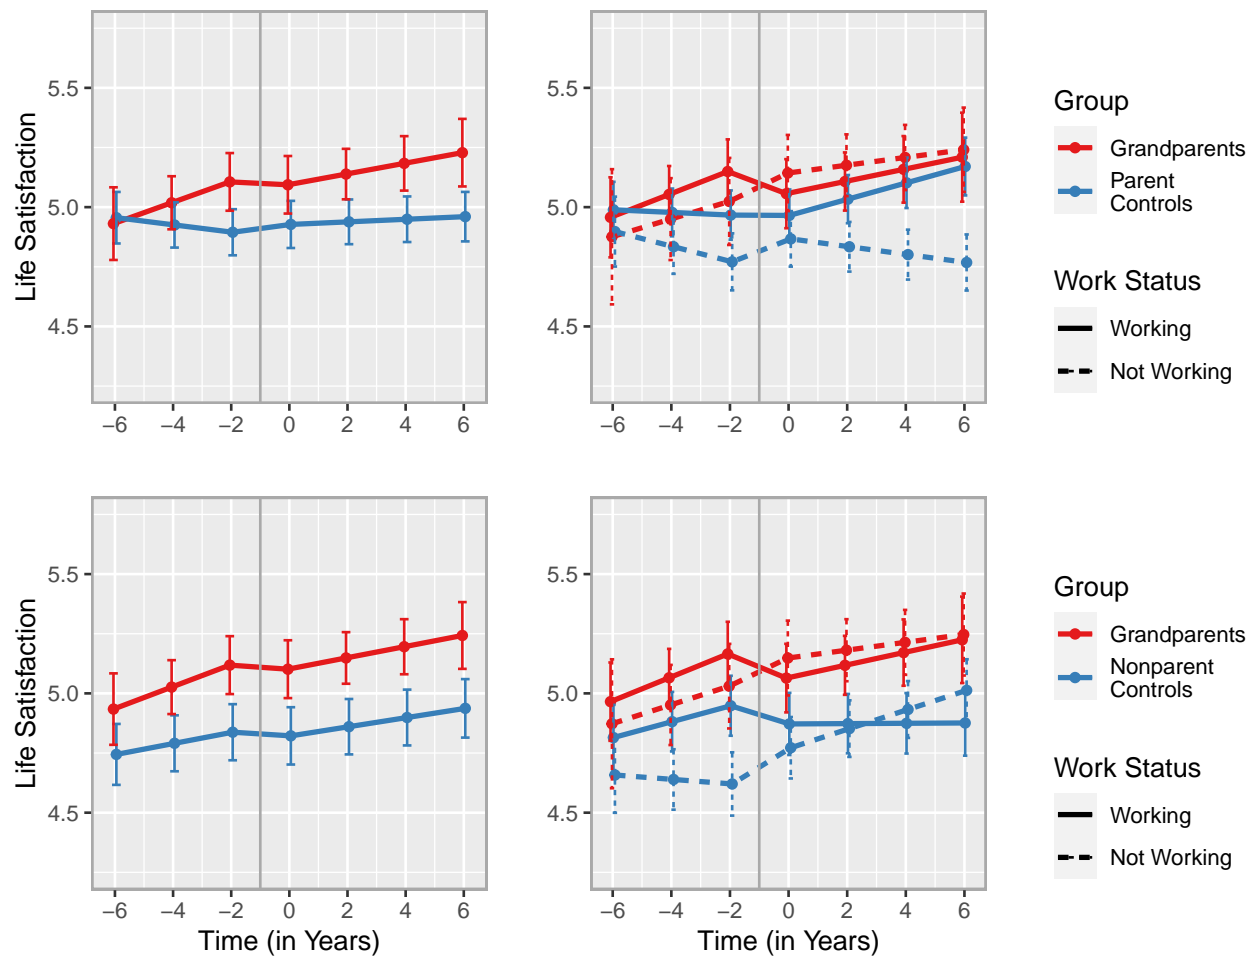 Life Satisfaction
5.5
5.0
4.5
−6 −4 −2 0 2 4 6
5.5
5.0
4.5
−6 −4 −2 0 2 4 6
Group
Grandparents
Parent
Controls
Work Status
Working
Not Working
Life Satisfaction
5.5
5.0
4.5
−6 −4 −2 0 2 4 6
Time (in Years)
5.5
5.0
4.5
−6 −4 −2 0 2 4 6
Time (in Years)
Group
Grandparents
Nonparent
Controls
Work Status
Working
Not Working